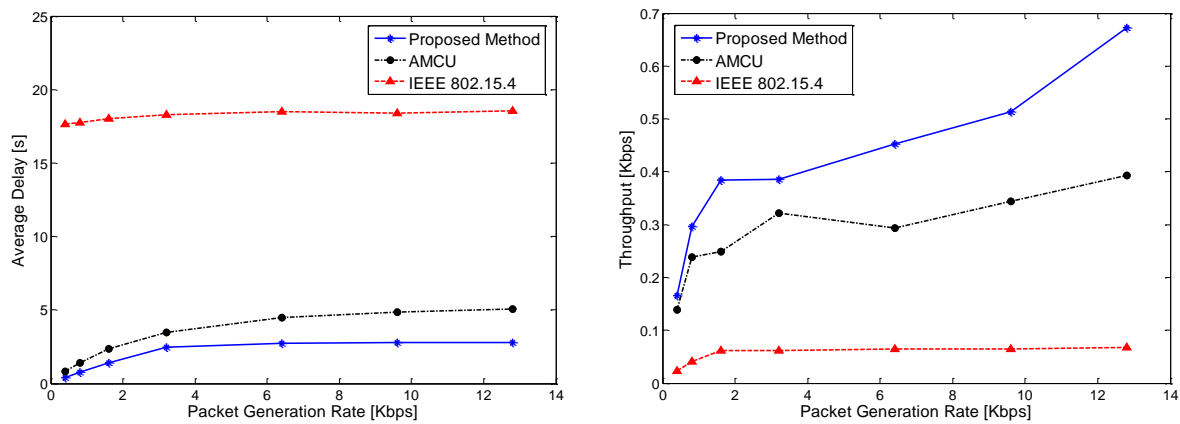 25
20
15
10
5
0
0 2 4 6 8 10 12 14
Average Delay [s]
Packet Generation Rate [Kbps]
Proposed Method
AMCU
IEEE 802.15.4
0.7
0.6
0.5
0.4
0.3
0.2
0.1
0
0 2 4 6 8 10 12 14
Throughput [Kbps]
Packet Generation Rate [Kbps]
Proposed Method
AMCU
IEEE 802.15.4